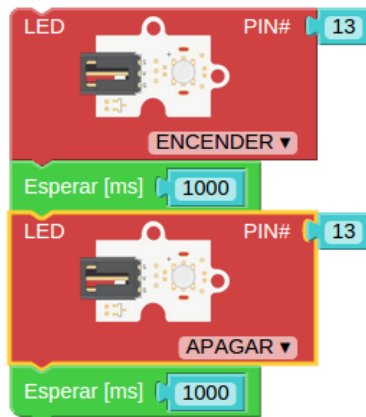 LED PIN# 13
ENCENDER ▾
Esperar [ms] 1000
LED PIN# 13
APAGAR ▾
Esperar [ms] 1000